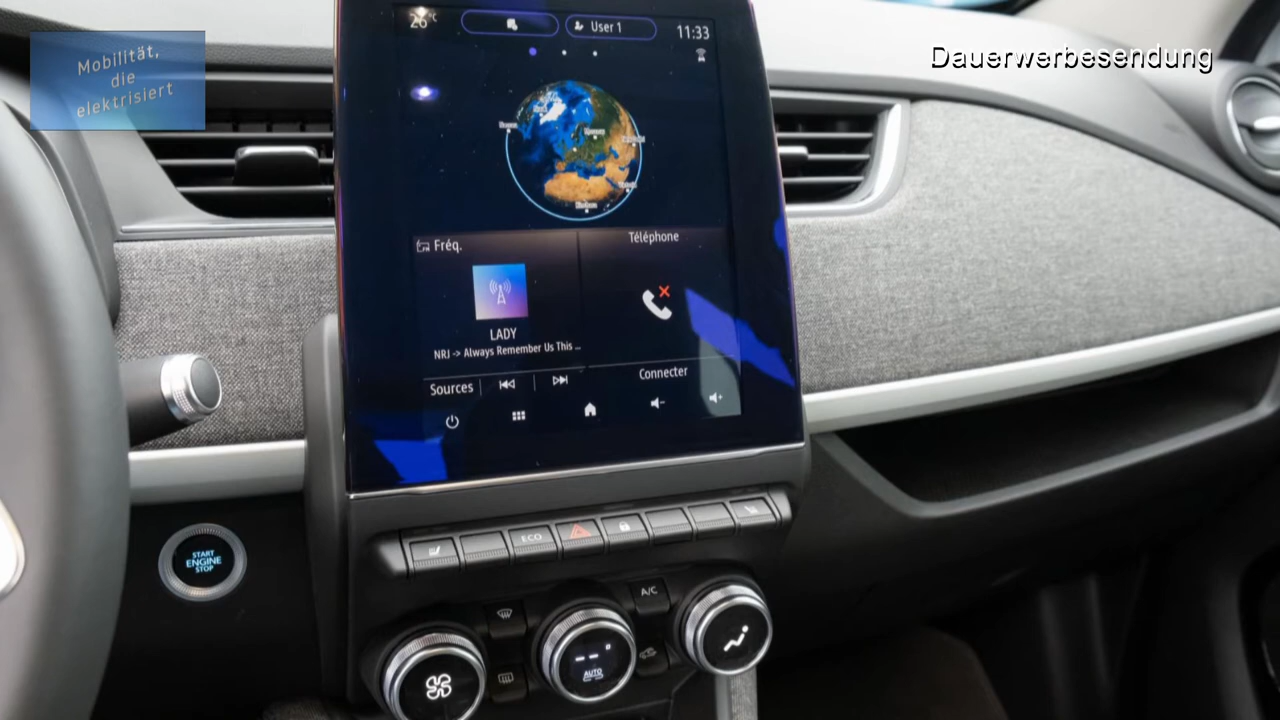 Mobilität,
die
elektrisiert
Dauerwerbesendung
26°C
User 1
11:33
Fréq.
Téléphone
LADY
NRJ -> Always Remember Us This ...
Sources
Connecter
START
ENGINE
STOP
ECO
A/C
AUTO